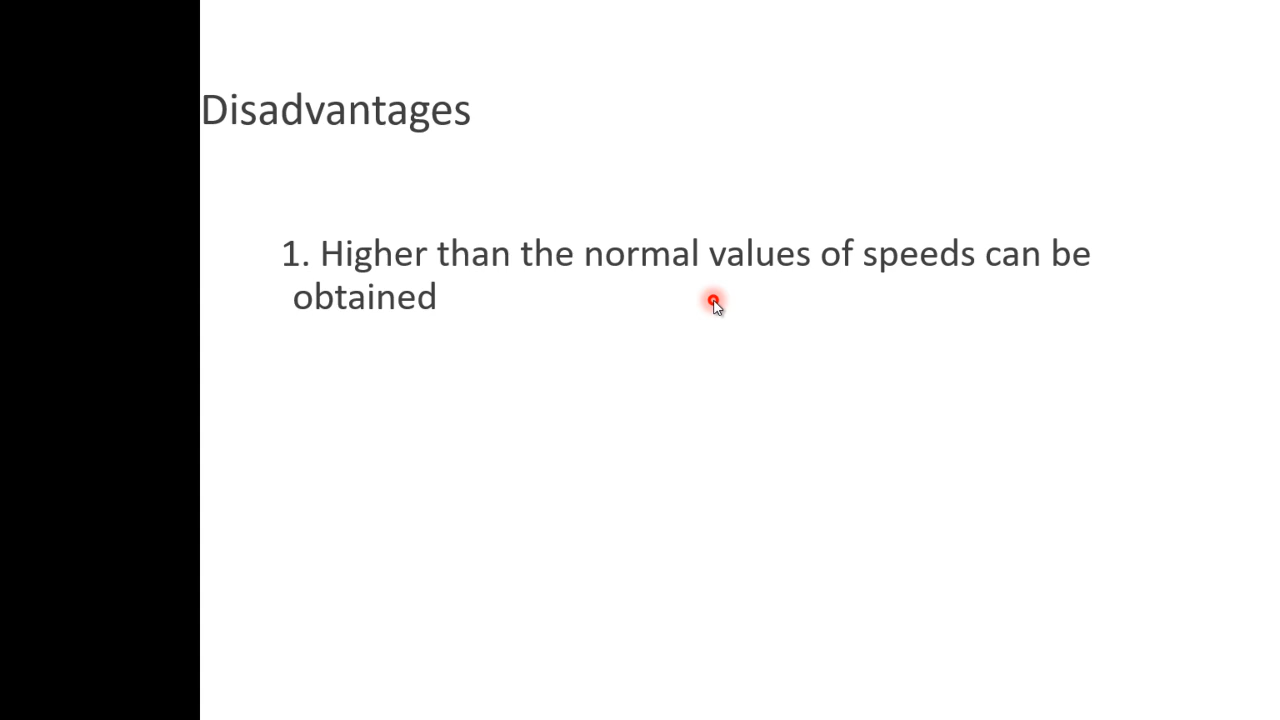 Disadvantages
1. Higher than the normal values of speeds can be
obtained